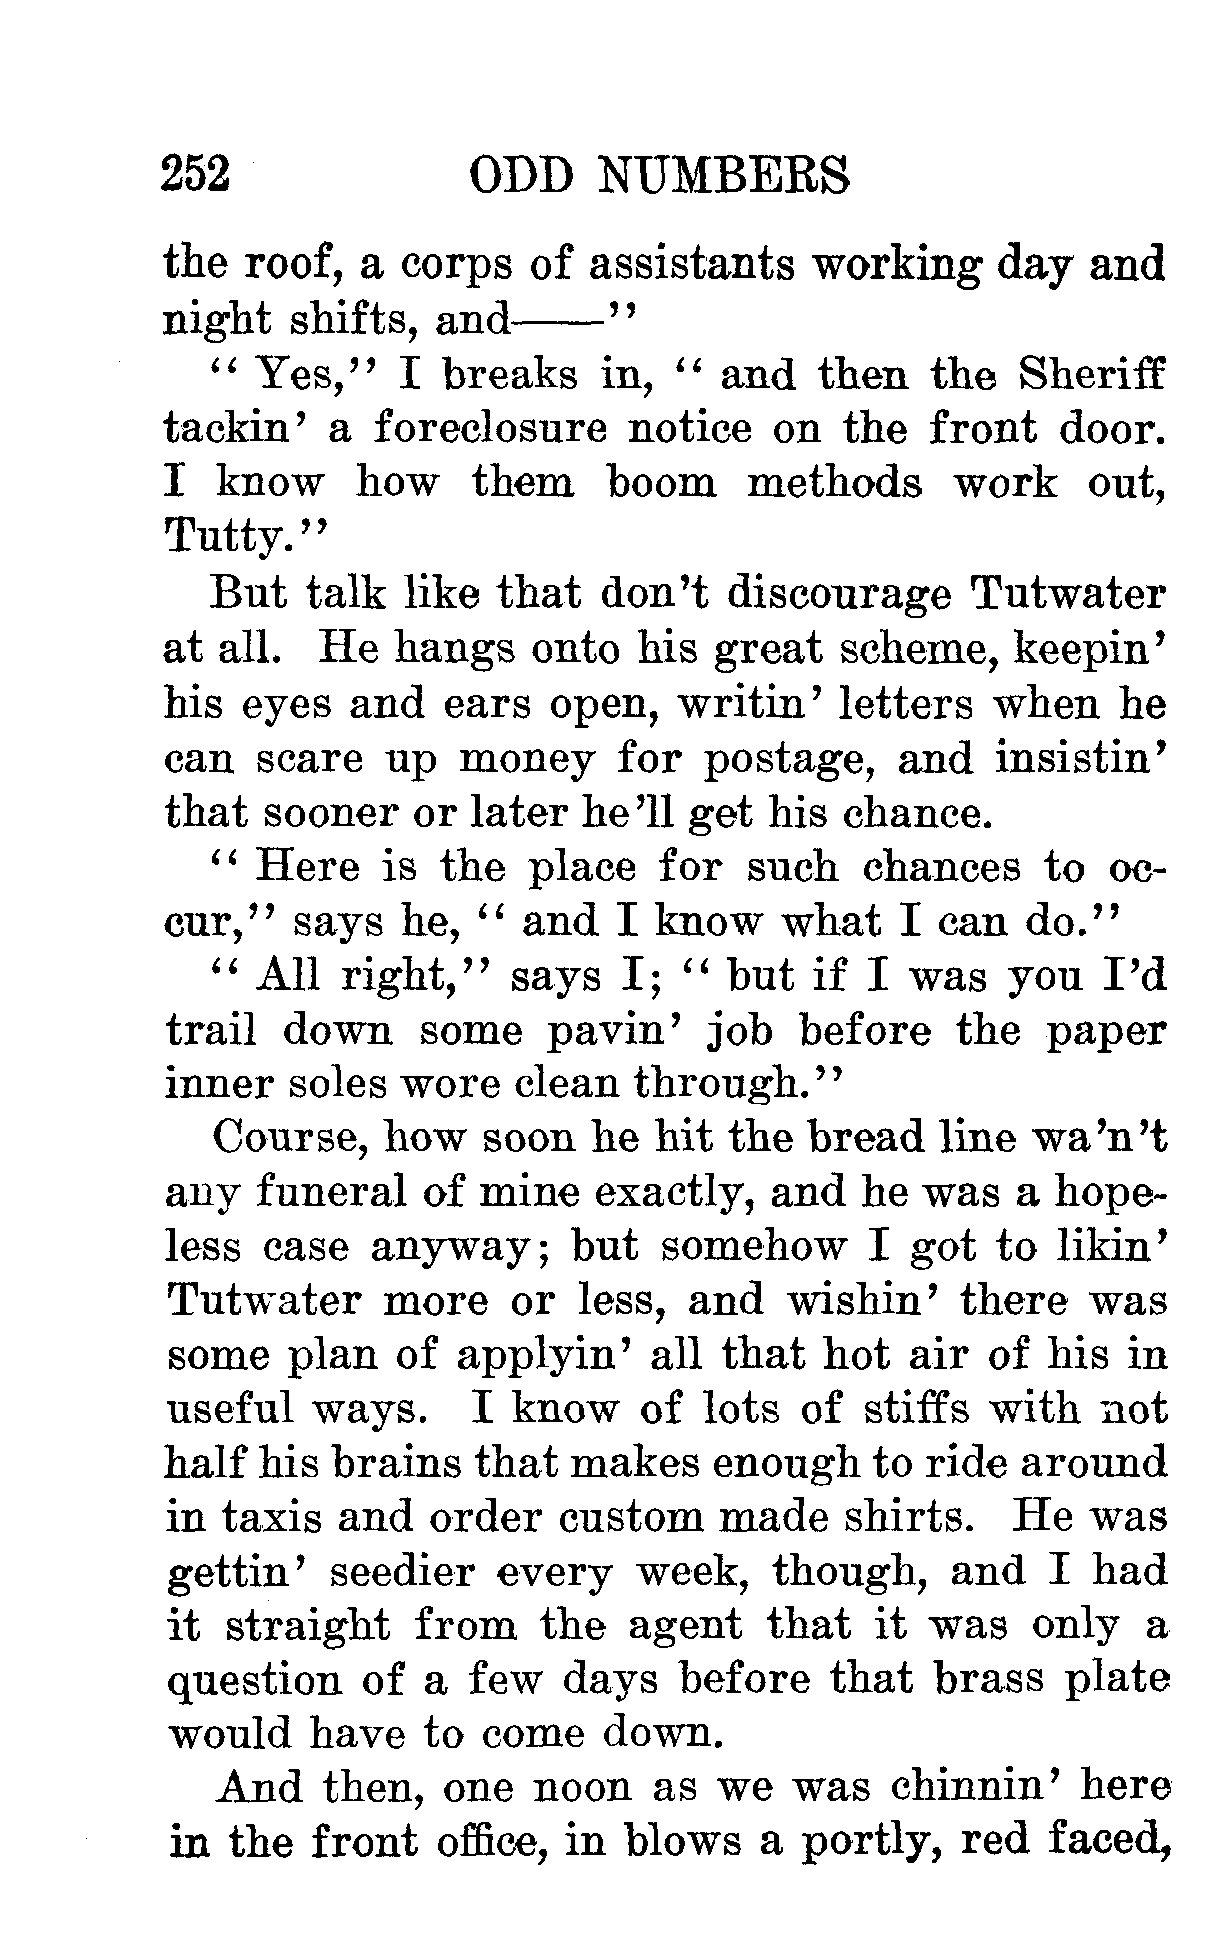 252 ODD NUMBERS
the roof, a corps of assistants working day and
night shifts, and——"
" Yes," I breaks in, " and then the Sheriff
tackin' a foreclosure notice on the front door.
I know how them boom methods work out,
Tutty."
But talk like that don't discourage Tutwater
at all. He hangs onto his great scheme, keepin'
his eyes and ears open, writin' letters when he
can scare up money for postage, and insistin'
that sooner or later he'll get his chance.
" Here is the place for such chances to oc-
cur," says he, " and I know what I can do."
" All right," says I; " but if I was you I'd
trail down some pavin' job before the paper
inner soles wore clean through."
Course, how soon he hit the bread line wa'n't
any funeral of mine exactly, and he was a hope-
less case anyway; but somehow I got to likin'
Tutwater more or less, and wishin' there was
some plan of applyin' all that hot air of his in
useful ways. I know of lots of stiffs with not
half his brains that makes enough to ride around
in taxis and order custom made shirts. He was
gettin' seedier every week, though, and I had
it straight from the agent that it was only a
question of a few days before that brass plate
would have to come down.
And then, one noon as we was chinnin' here
in the front office, in blows a portly, red faced,